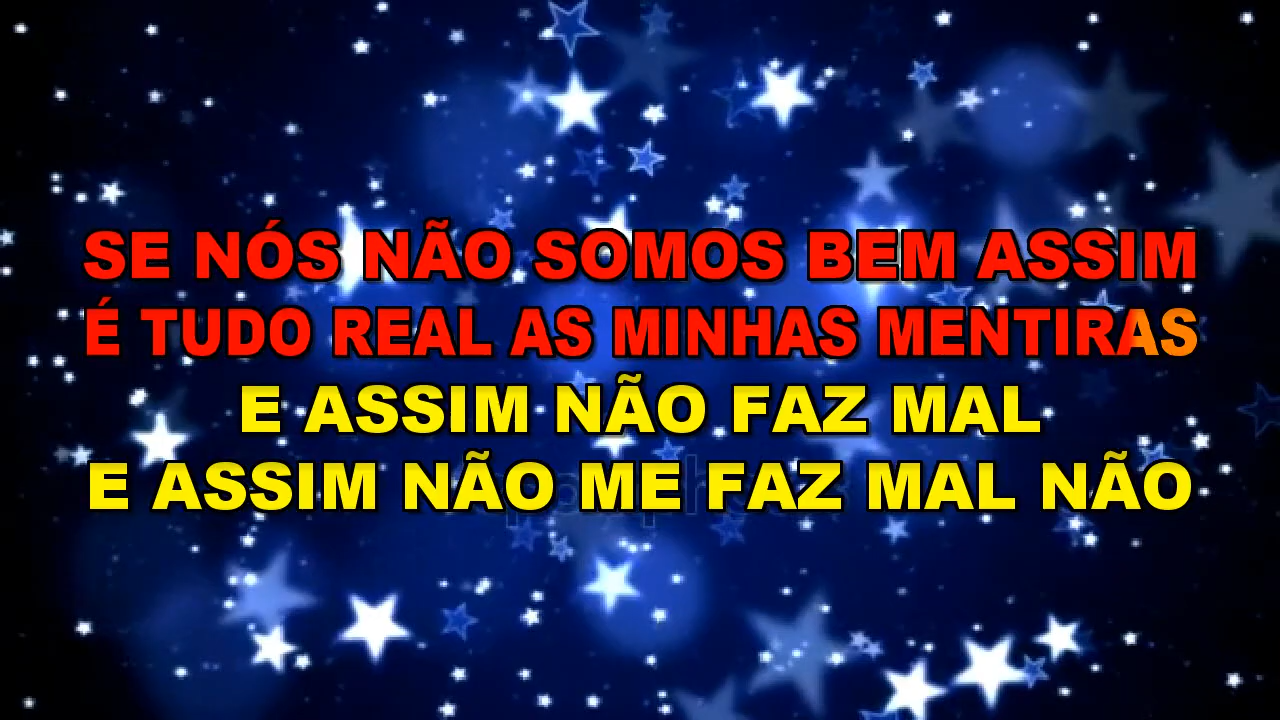 SE NÓS NÃO SOMOS BEM ASSIM
É TUDO REAL AS MINHAS MENTIRAS
E ASSIM NÃO FAZ MAL
E ASSIM NÃO ME FAZ MAL NÃO